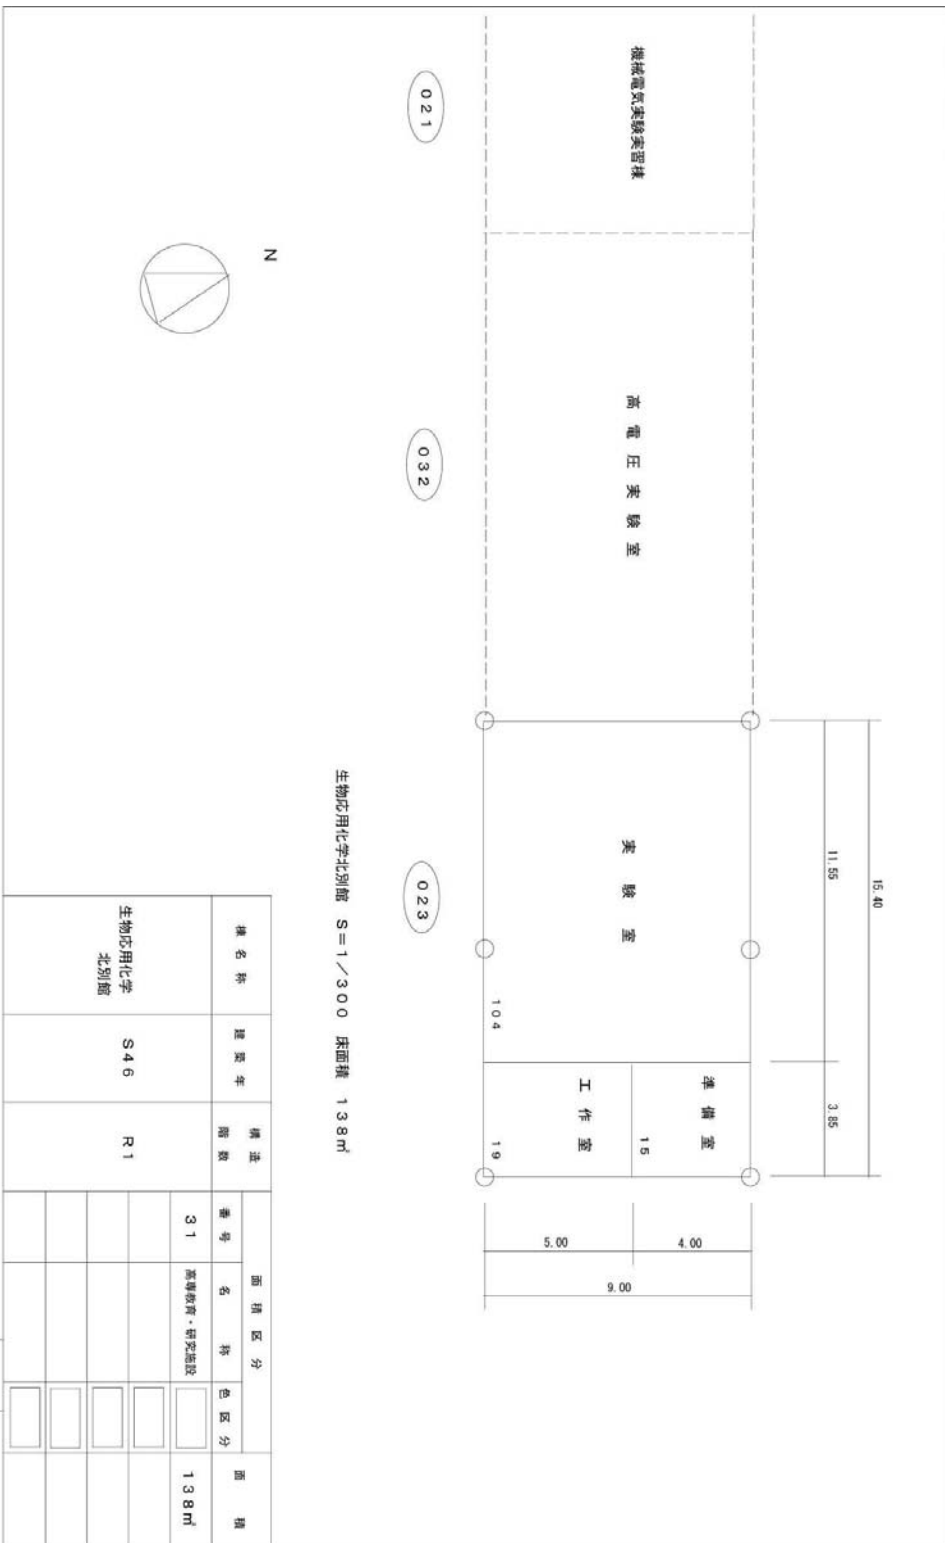 機械電気実験実習棟
021
N
高電圧実験室
032
15.40
11.55
3.85
実験室
104
023
準備室
15
工作室
19
5.00
4.00
9.00
生物応用化学北別館 S=1/300 床面積 138㎡
棟名称
建築年
構造
階数
面積区分
面積
番号
名称
色区分
生物応用化学
北別館
S46
R1
31
高専教育・研究施設
138㎡